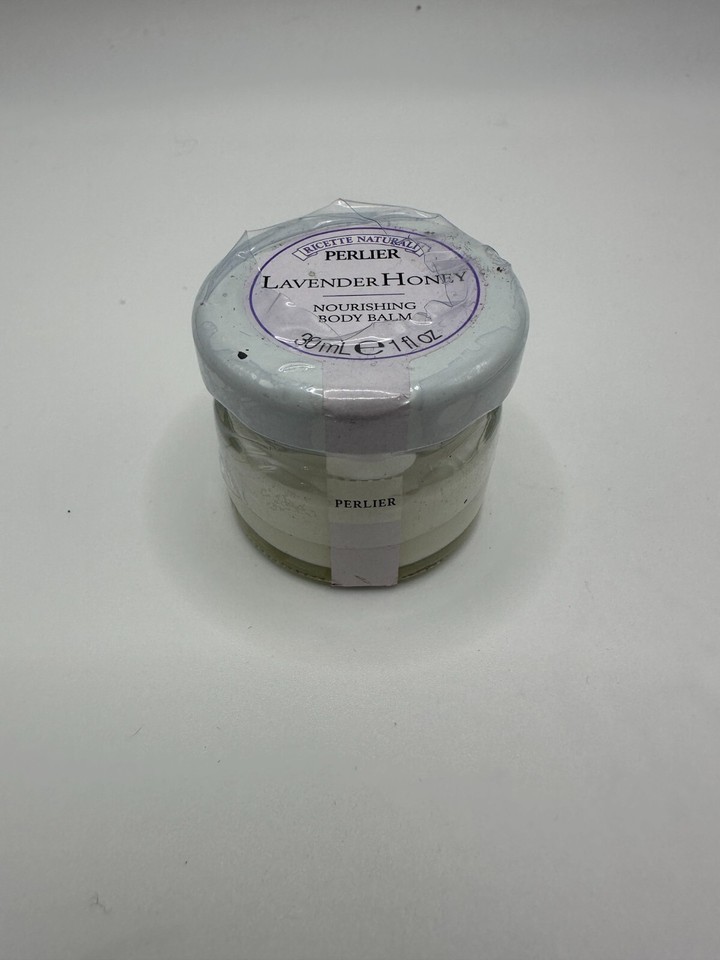 RICETTE NATURALI
PERLIER
LAVENDER HONEY
NOURISHING
BODY BALM
30 mL ℮ 1 fl oz
PERLIER